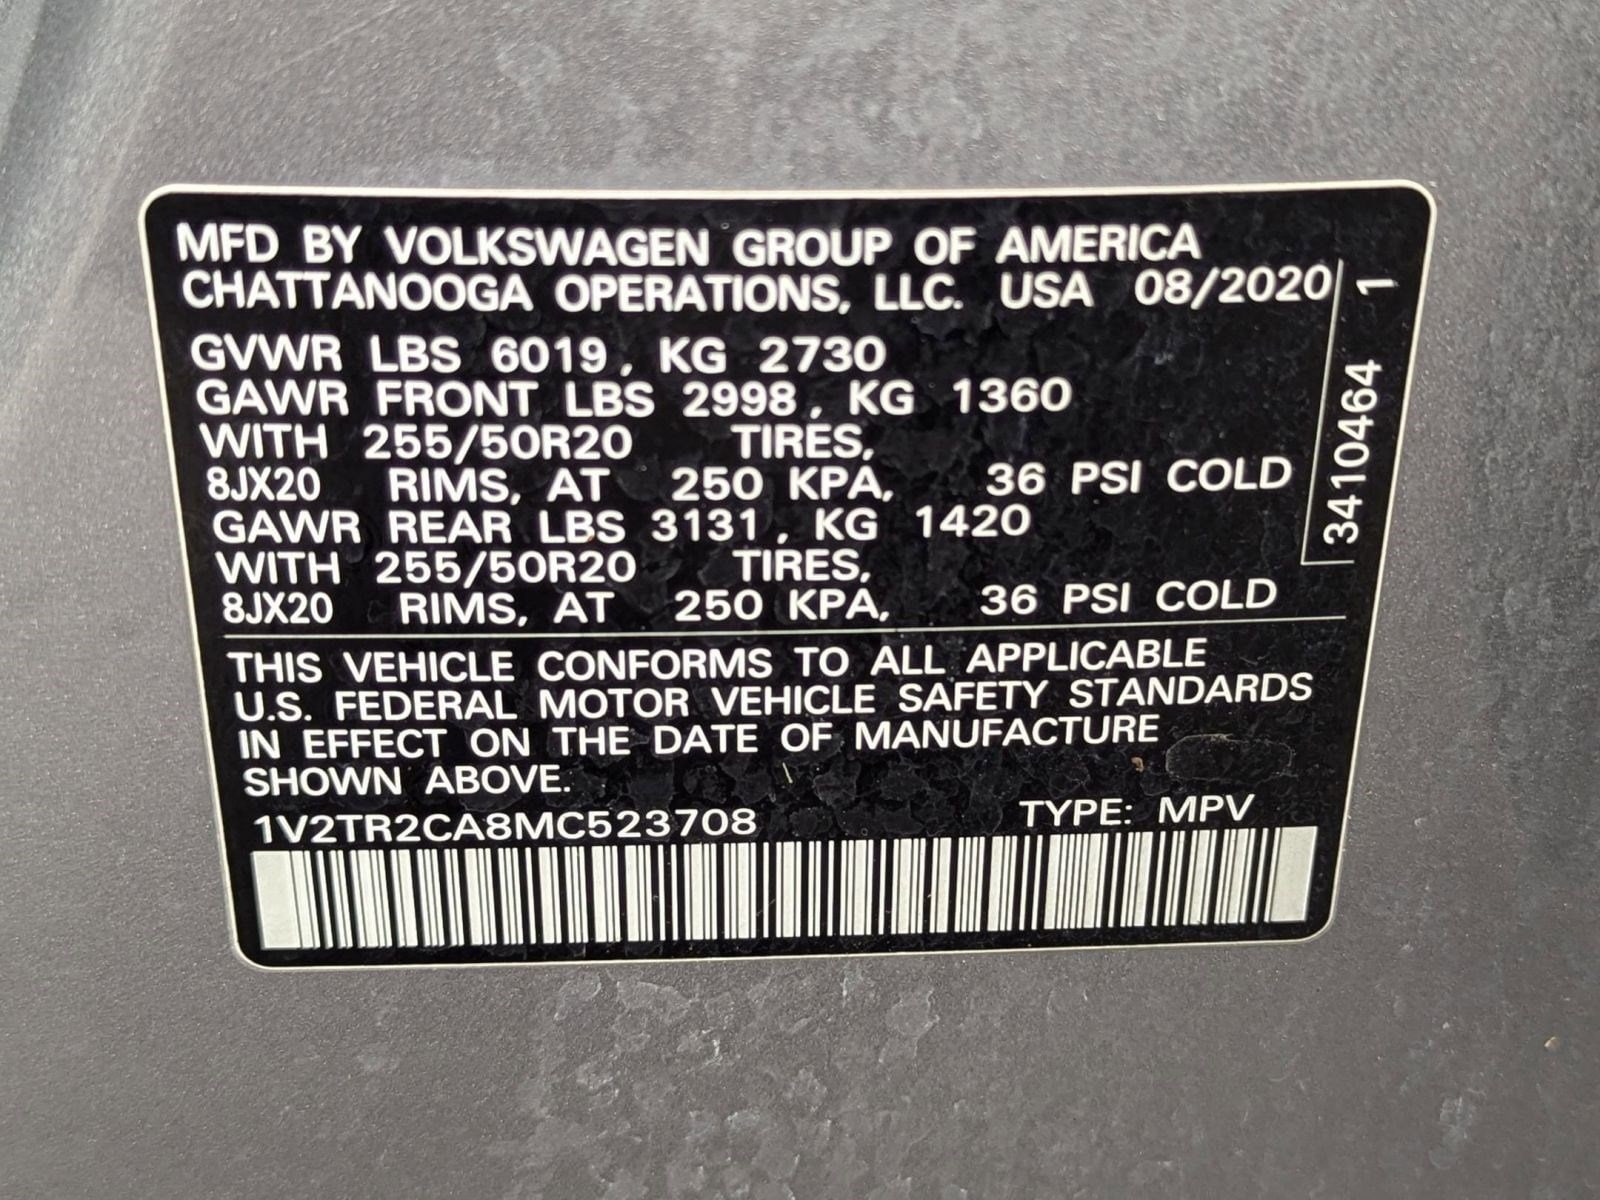 MFD BY VOLKSWAGEN GROUP OF AMERICA
CHATTANOOGA OPERATIONS, LLC. USA 08/2020
GVWR LBS 6019, KG 2730
GAWR FRONT LBS 2998, KG 1360
WITH 255/50R20 TIRES,
8JX20 RIMS, AT 250 KPA, 36 PSI COLD
GAWR REAR LBS 3131, KG 1420
WITH 255/50R20 TIRES,
8JX20 RIMS, AT 250 KPA, 36 PSI COLD
3410464 1
THIS VEHICLE CONFORMS TO ALL APPLICABLE
U.S. FEDERAL MOTOR VEHICLE SAFETY STANDARDS
IN EFFECT ON THE DATE OF MANUFACTURE
SHOWN ABOVE.
1V2TR2CA8MC523708 TYPE: MPV